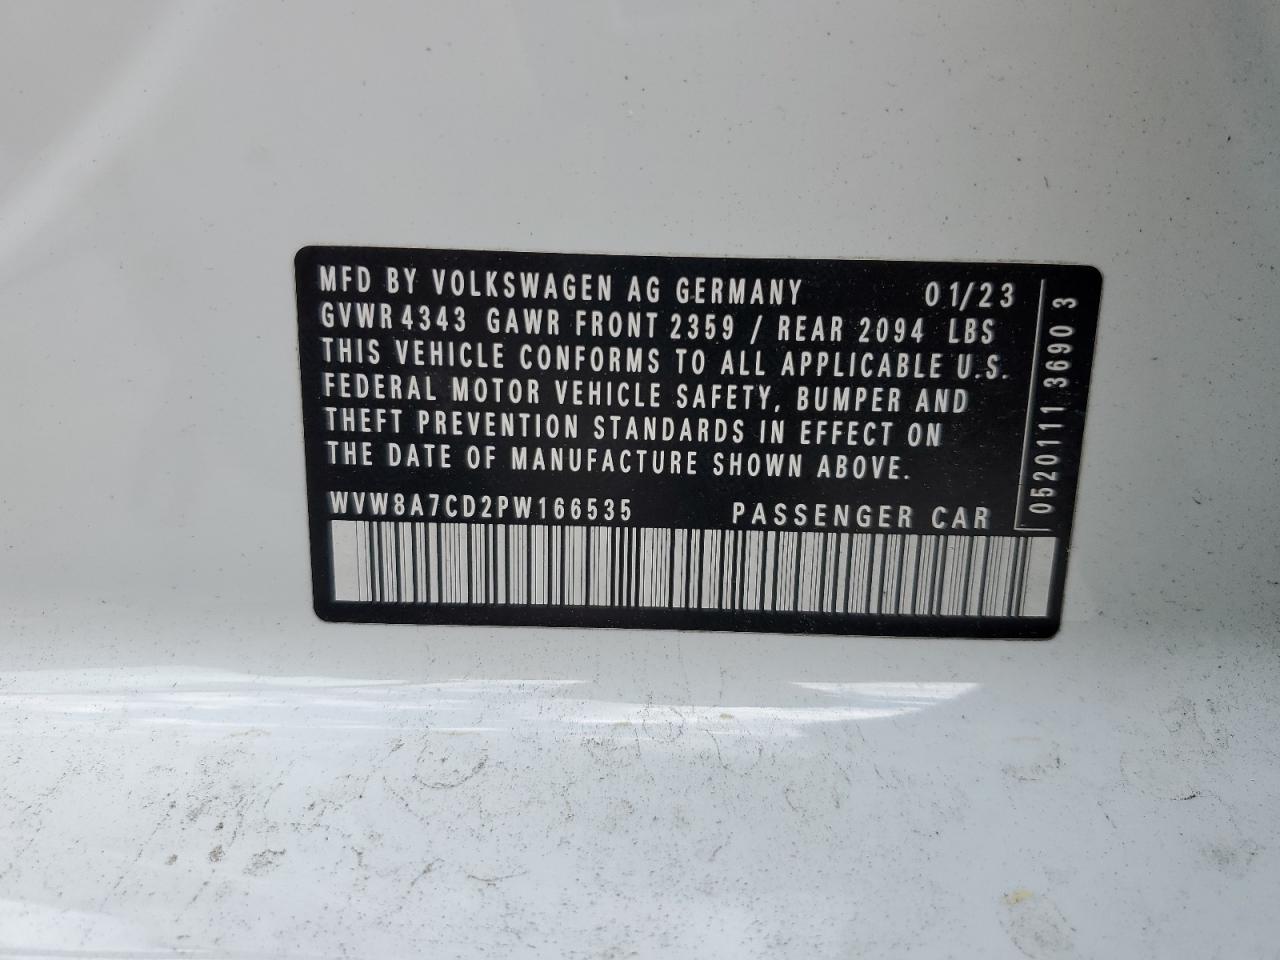 MFD BY VOLKSWAGEN AG GERMANY 01/23
GVWR 4343 GAWR FRONT 2359 / REAR 2094 LBS
THIS VEHICLE CONFORMS TO ALL APPLICABLE U.S.
FEDERAL MOTOR VEHICLE SAFETY, BUMPER AND
THEFT PREVENTION STANDARDS IN EFFECT ON
THE DATE OF MANUFACTURE SHOWN ABOVE.
WVW8A7CD2PW166535 PASSENGER CAR
0520111 36903